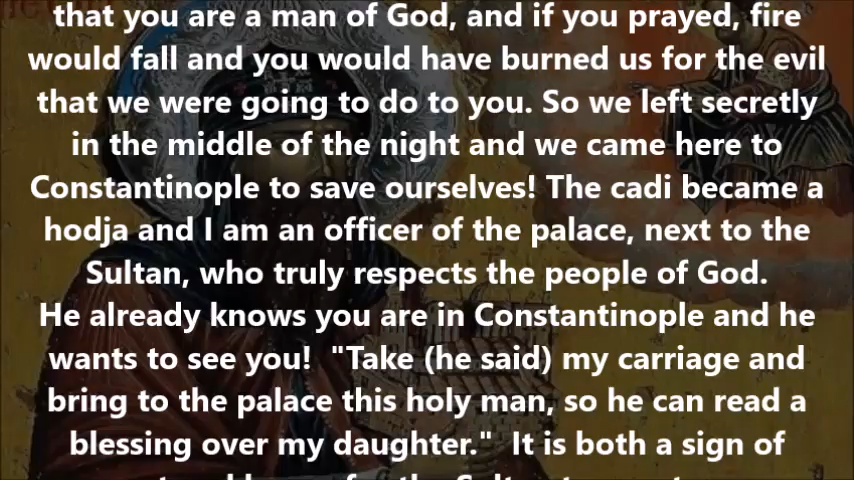 that you are a man of God, and if you prayed, fire
would fall and you would have burned us for the evil
that we were going to do to you. So we left secretly
in the middle of the night and we came here to
Constantinople to save ourselves! The cadi became a
hodja and I am an officer of the palace, next to the
Sultan, who truly respects the people of God.
He already knows you are in Constantinople and he
wants to see you!  "Take (he said) my carriage and
bring to the palace this holy man, so he can read a
blessing over my daughter."  It is both a sign of